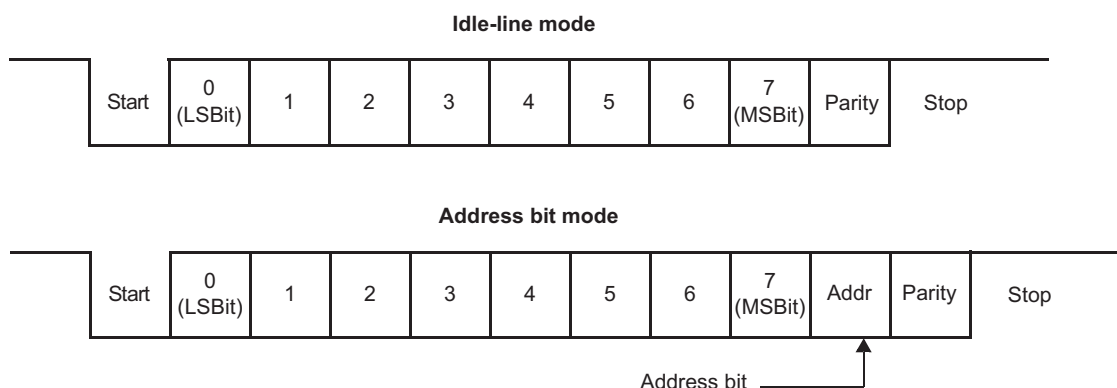 Idle-line mode
Start 0 (LSBit) 1 2 3 4 5 6 7 (MSBit) Parity Stop
Address bit mode
Start 0 (LSBit) 1 2 3 4 5 6 7 (MSBit) Addr Parity Stop
Address bit